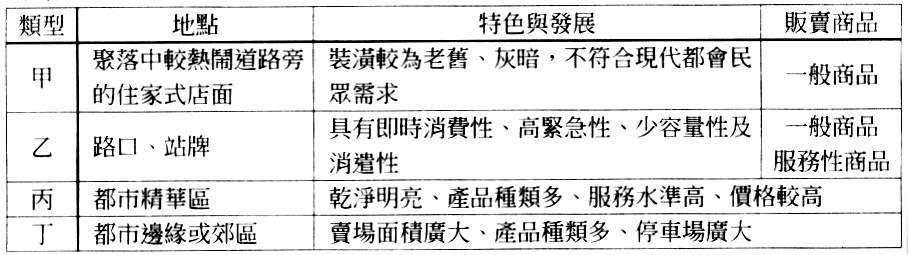 類型 地點 特色與發展 販賣商品
甲 聚落中較熱鬧道路旁的住家式店面 裝潢較為老舊、灰暗，不符合現代都會民眾需求 一般商品
乙 路口、站牌 具有即時消費性、高緊急性、少容量性及消遣性 一般商品 服務性商品
丙 都市精華區 乾淨明亮、產品種類多、服務水準高、價格較高
丁 都市邊緣或郊區 賣場面積廣大、產品種類多、停車場廣大